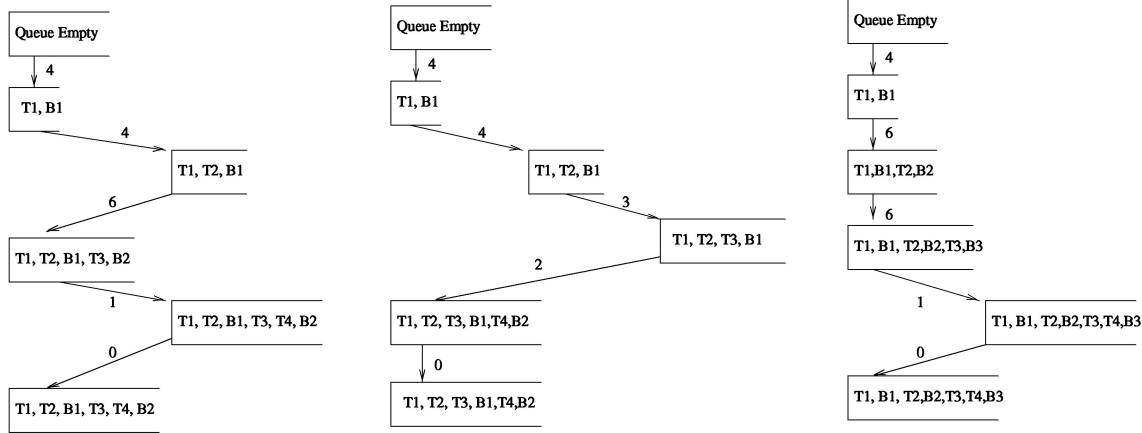 Queue Empty
4
T1, B1
4
T1, T2, B1
6
T1, T2, B1, T3, B2
1
T1, T2, B1, T3, T4, B2
0
T1, T2, B1, T3, T4, B2
Queue Empty
4
T1, B1
4
T1, T2, B1
3
T1, T2, T3, B1
2
T1, T2, T3, B1,T4,B2
0
T1, T2, T3, B1,T4,B2
Queue Empty
4
T1, B1
6
T1,B1,T2,B2
6
T1, B1, T2,B2,T3,B3
1
T1, B1, T2,B2,T3,T4,B3
0
T1, B1, T2,B2,T3,T4,B3